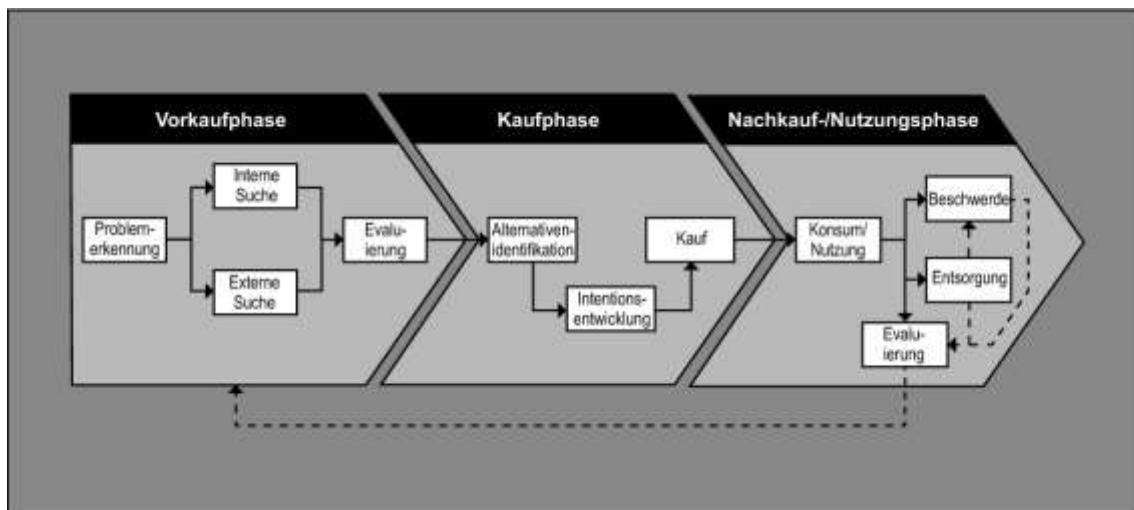 Vorkaufphase
Kaufphase
Nachkauf-/Nutzungsphase
Problem-
erkennung
Interne
Suche
Externe
Suche
Evalu-
ierung
Alternativen-
identifikation
Intentions-
entwicklung
Kauf
Konsum/
Nutzung
Beschwerde
Entsorgung
Evalu-
ierung